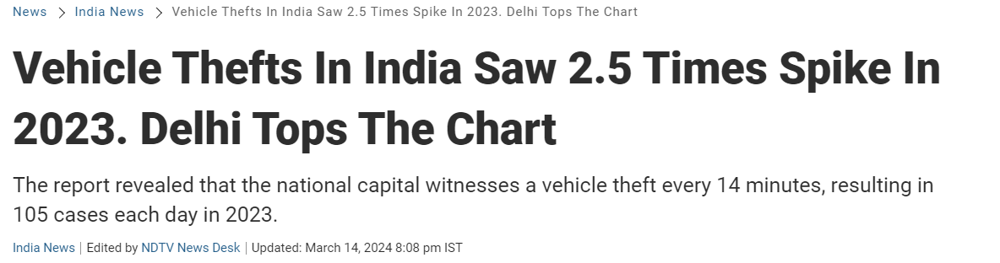 News > India News > Vehicle Thefts In India Saw 2.5 Times Spike In 2023. Delhi Tops The Chart
Vehicle Thefts In India Saw 2.5 Times Spike In
2023. Delhi Tops The Chart
The report revealed that the national capital witnesses a vehicle theft every 14 minutes, resulting in
105 cases each day in 2023.
India News | Edited by NDTV News Desk | Updated: March 14, 2024 8:08 pm IST